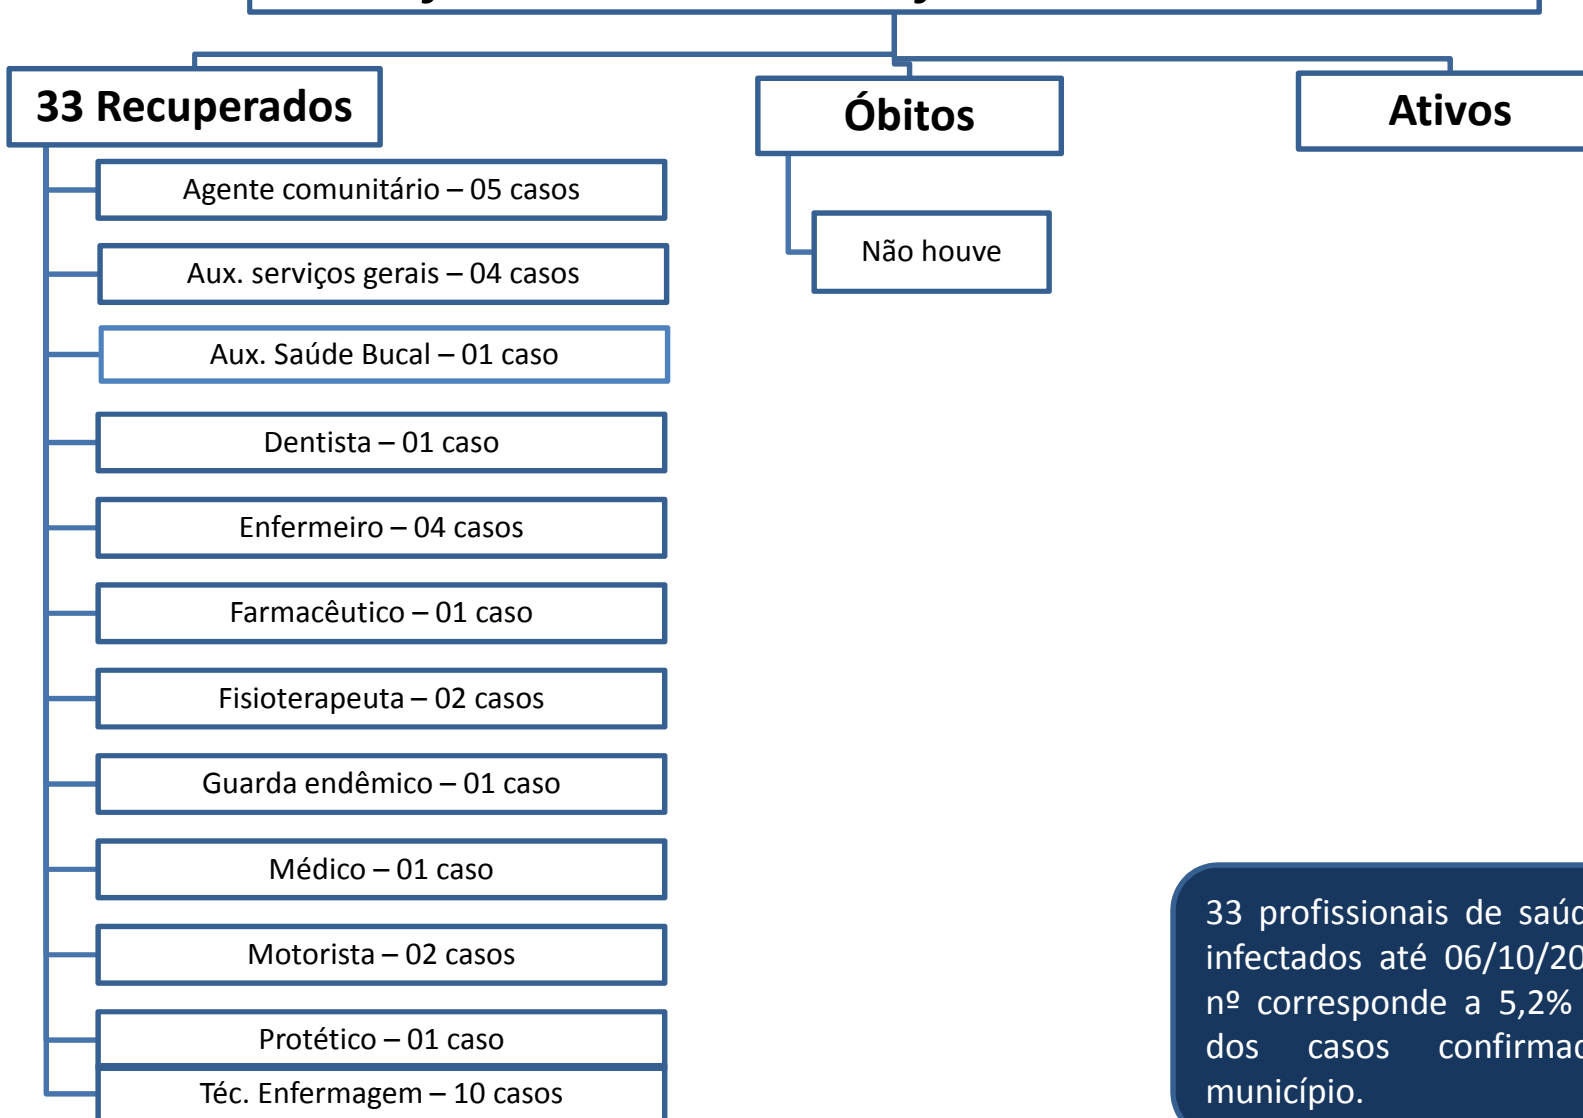 33 Recuperados
Óbitos
Ativos
Agente comunitário – 05 casos
Aux. serviços gerais – 04 casos
Aux. Saúde Bucal – 01 caso
Dentista – 01 caso
Enfermeiro – 04 casos
Farmacêutico – 01 caso
Fisioterapeuta – 02 casos
Guarda endêmico – 01 caso
Médico – 01 caso
Motorista – 02 casos
Protético – 01 caso
Téc. Enfermagem – 10 casos
Não houve
33 profissionais de
infectados até
nº corresponde a 5,2%
dos casos
município.